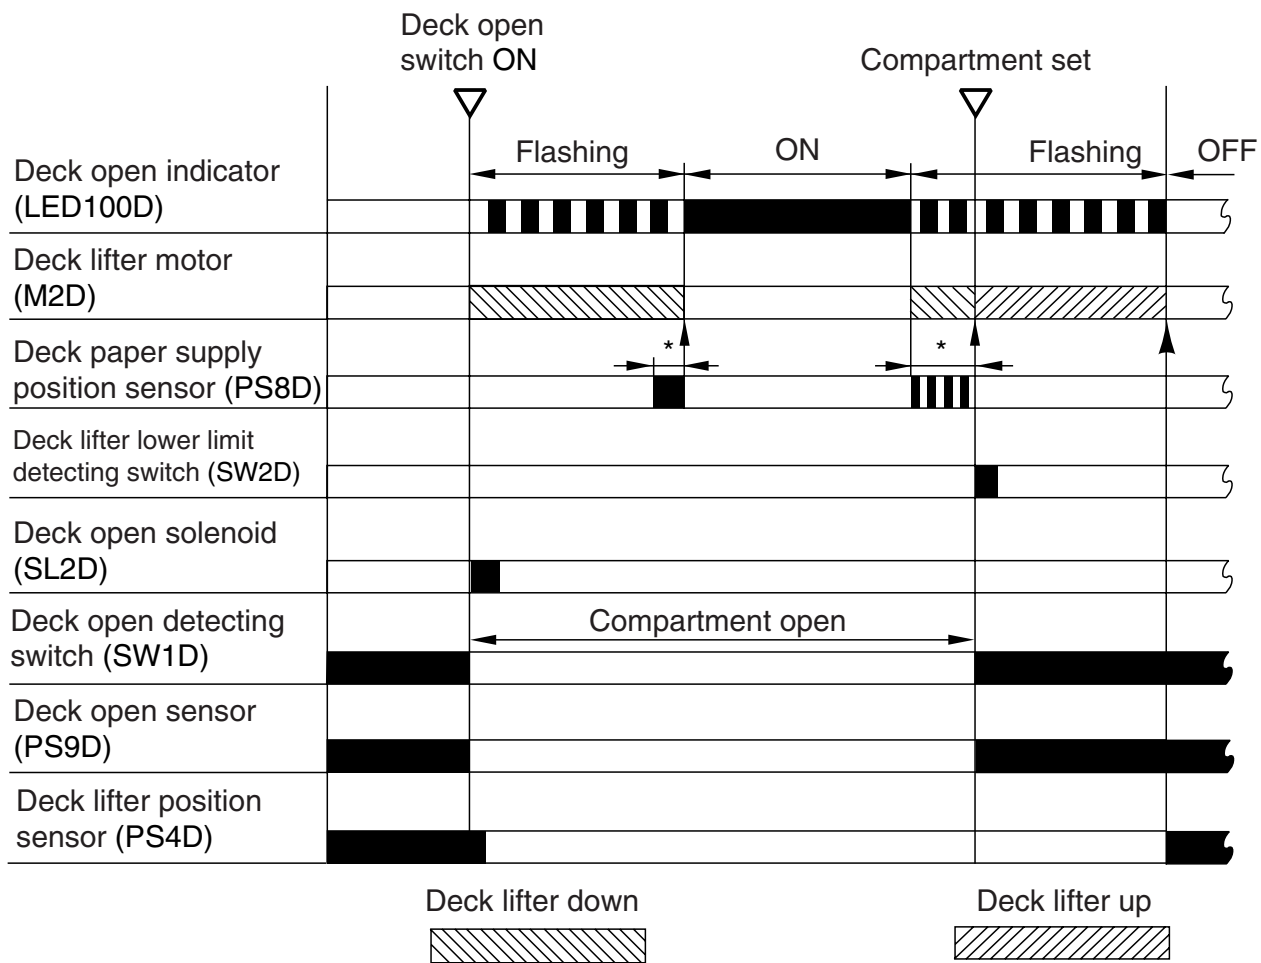 Deck open
switch ON
Compartment set
Flashing
ON
Flashing
OFF
Deck open indicator
(LED100D)
Deck lifter motor
(M2D)
Deck paper supply
position sensor (PS8D)
*
*
Deck lifter lower limit
detecting switch (SW2D)
Deck open solenoid
(SL2D)
Deck open detecting
switch (SW1D)
Compartment open
Deck open sensor
(PS9D)
Deck lifter position
sensor (PS4D)
Deck lifter down
Deck lifter up